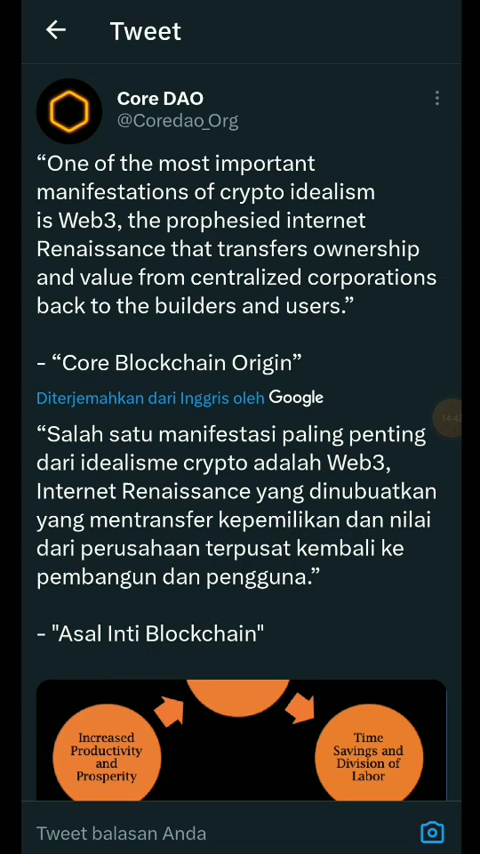 Tweet
Core DAO
@Coredao_Org
“One of the most important
manifestations of crypto idealism
is Web3, the prophesied internet
Renaissance that transfers ownership
and value from centralized corporations
back to the builders and users.”
- “Core Blockchain Origin”
Diterjemahkan dari Inggris oleh Google
“Salah satu manifestasi paling penting
dari idealisme crypto adalah Web3,
Internet Renaissance yang dinubuatkan
yang mentransfer kepemilikan dan nilai
dari perusahaan terpusat kembali ke
pembangun dan pengguna.”
- "Asal Inti Blockchain"
Increased
Productivity
and
Prosperity
Time
Savings and
Division of
Labor
Tweet balasan Anda